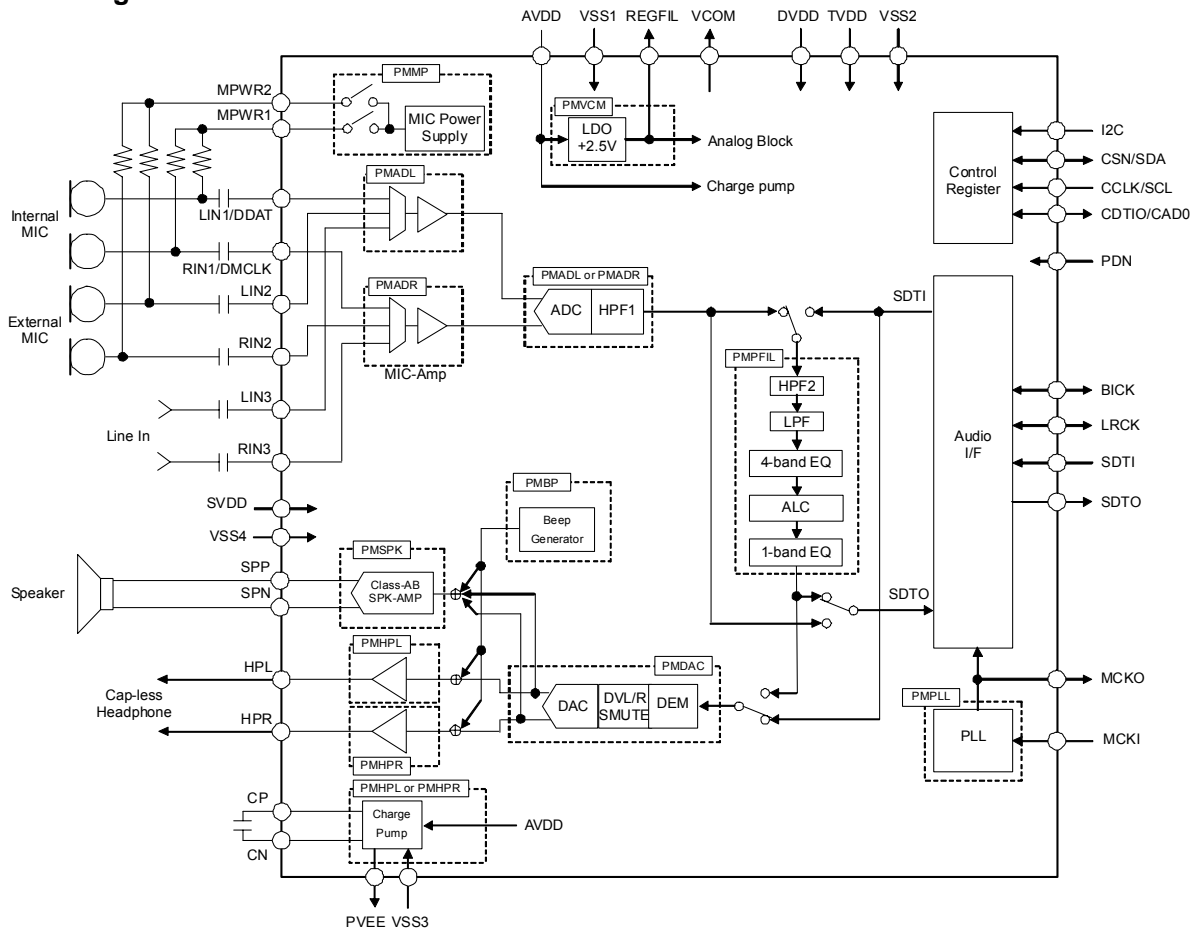 AVDD VSS1 REGFIL VCOM DVDD TVDD VSS2
PMMP
MPWR2
MPWR1
MIC Power
Supply
PMVCM
LDO
+2.5V
Analog Block
Charge pump
Control
Register
I2C
CSN/SDA
CCLK/SCL
CDTIO/CAD0
PDN
Internal
MIC
LIN1/DDAT
RIN1/DMCLK
External
MIC
LIN2
RIN2
Line In
LIN3
RIN3
PMADL
PMADR
MIC-Amp
PMADL or PMADR
ADC
HPF1
SDTI
PMPFIL
HPF2
LPF
4-band EQ
ALC
1-band EQ
SDTO
Audio
I/F
BICK
LRCK
SDTI
SDTO
SVDD
VSS4
PMBP
Beep
Generator
Speaker
SPP
SPN
PMSPK
Class-AB
SPK-AMP
PMHPL
HPL
Cap-less
Headphone
HPR
PMHPR
PMDAC
DAC
DVL/R
SMUTE
DEM
PMPLL
PLL
MCKO
MCKI
PMHPL or PMHPR
CP
CN
Charge
Pump
AVDD
PVEE VSS3